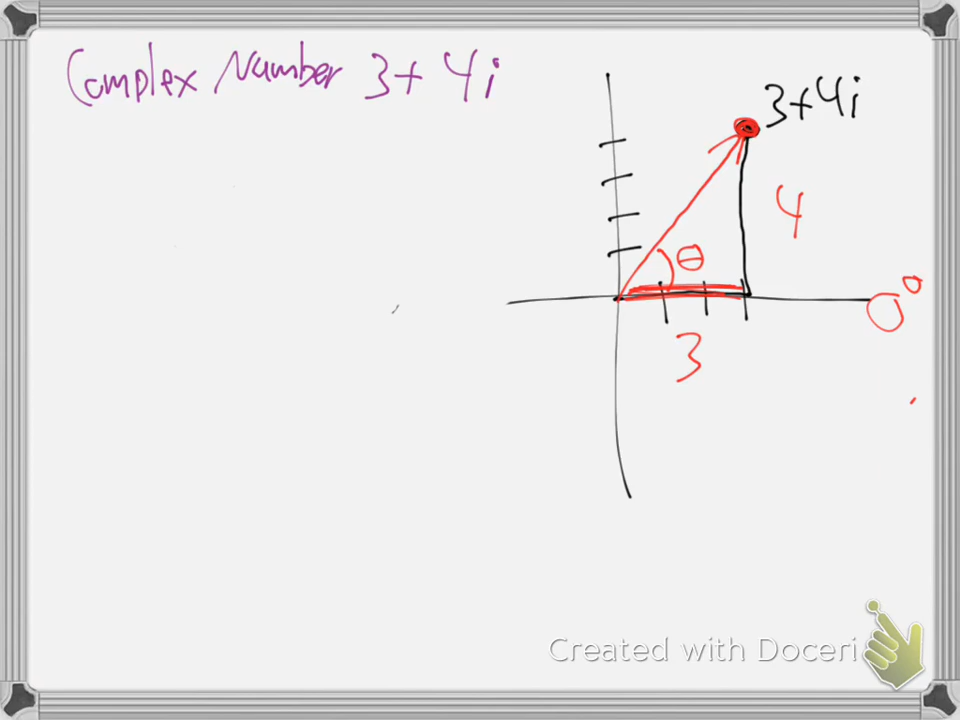 Complex Number 3+4i
3+4i
4
θ
0°
3
Created with Doceri